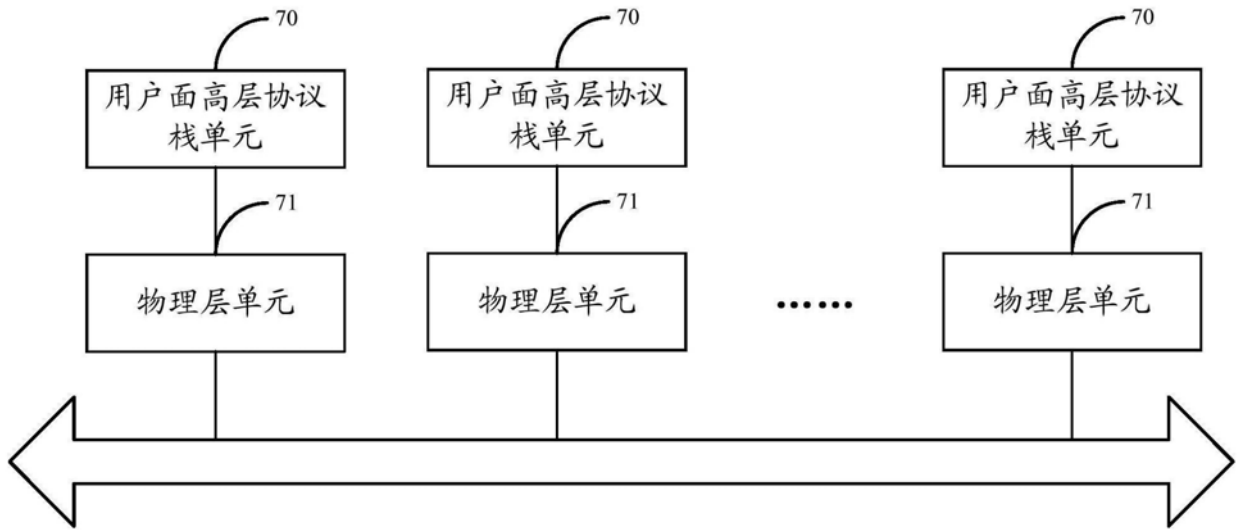 70
70
70
用户面高层协议
栈单元
用户面高层协议
栈单元
用户面高层协议
栈单元
71
71
71
物理层单元
物理层单元
......
物理层单元